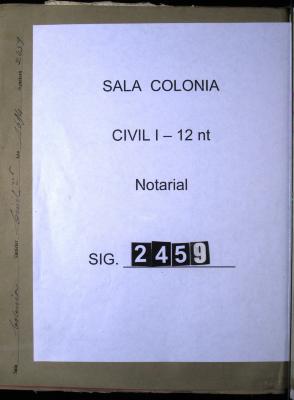 SALA COLONIA
CIVIL I – 12 nt
Notarial
SIG. 2459